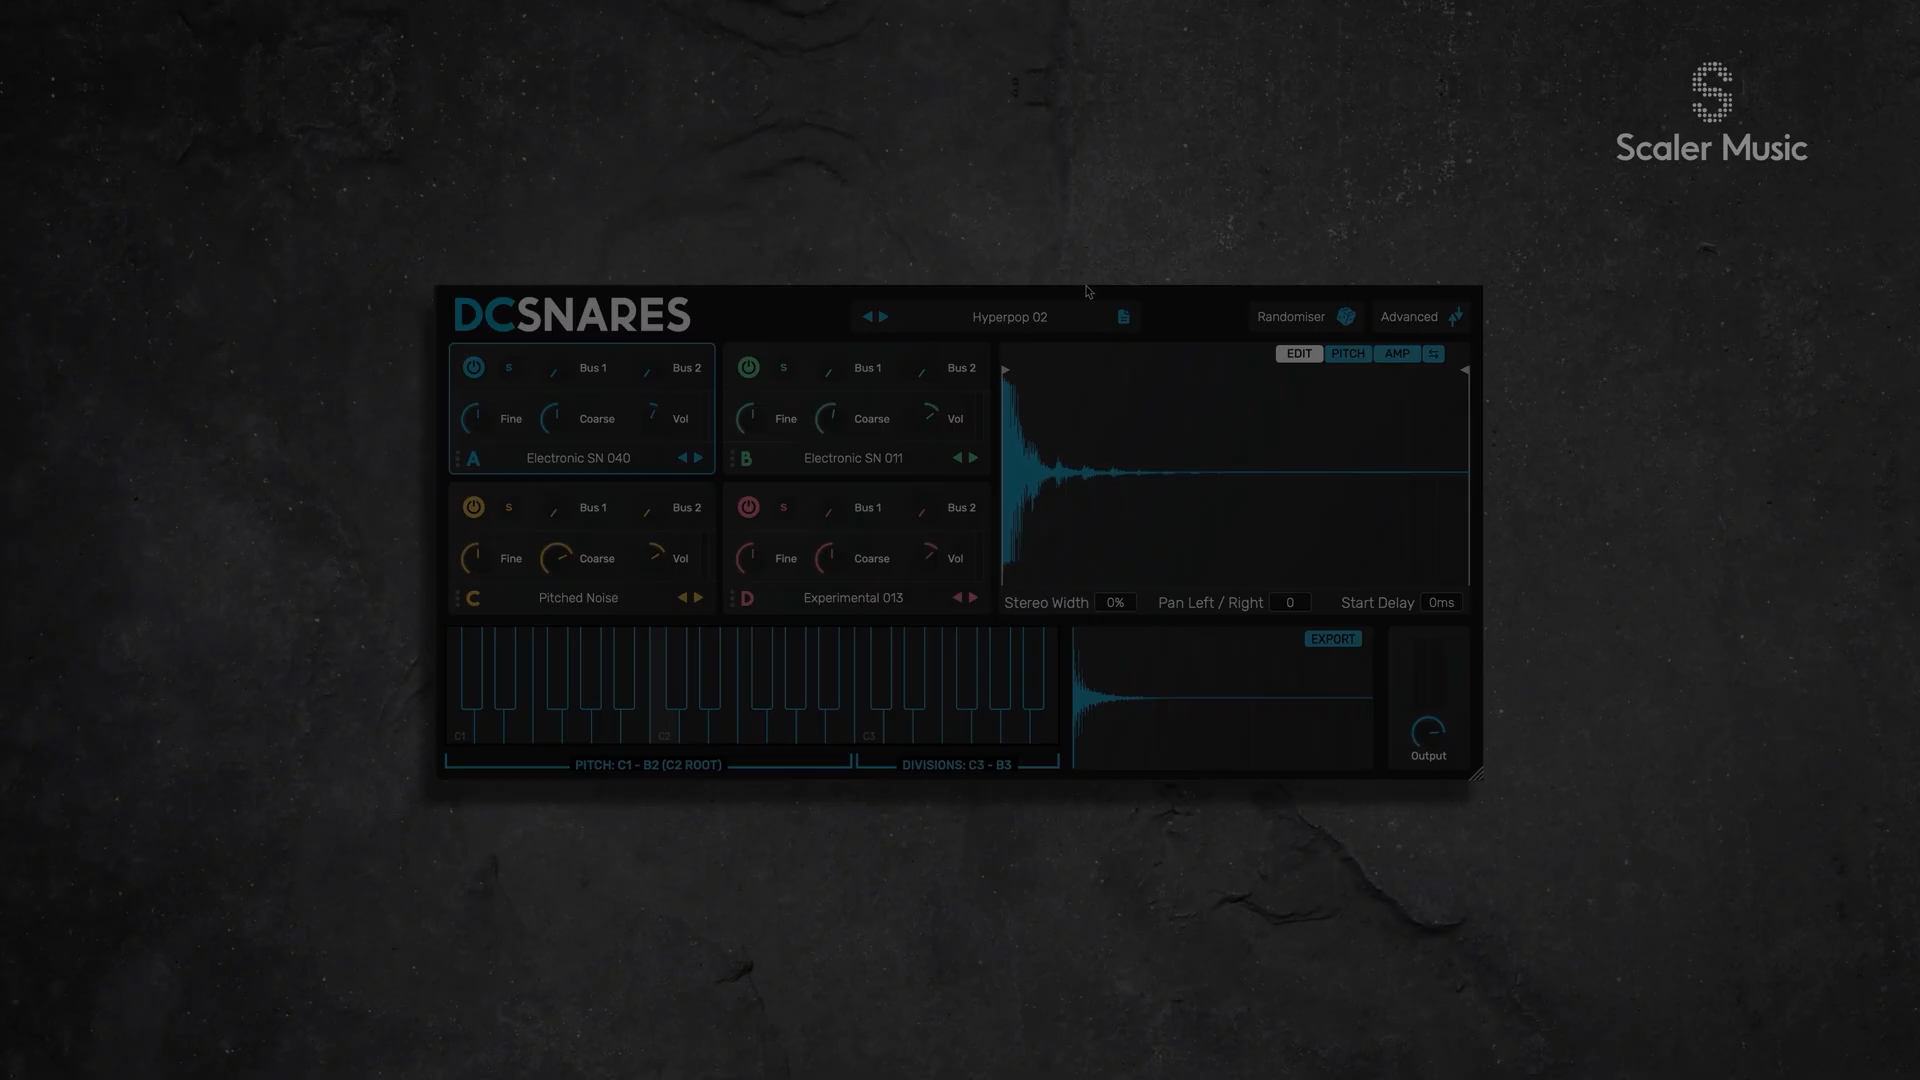 S
Scaler Music
DCSNARES
Hyperpop 02
Randomiser
Advanced
S Bus 1 Bus 2
Fine Coarse Vol
A Electronic SN 040
S Bus 1 Bus 2
Fine Coarse Vol
B Electronic SN 011
S Bus 1 Bus 2
Fine Coarse Vol
C Pitched Noise
S Bus 1 Bus 2
Fine Coarse Vol
D Experimental 013
EDIT PITCH AMP
Stereo Width 0% Pan Left / Right 0 Start Delay 0ms
C1 C2 C3
PITCH: C1 - B2 (C2 ROOT) DIVISIONS: C3 - B3
EXPORT
Output